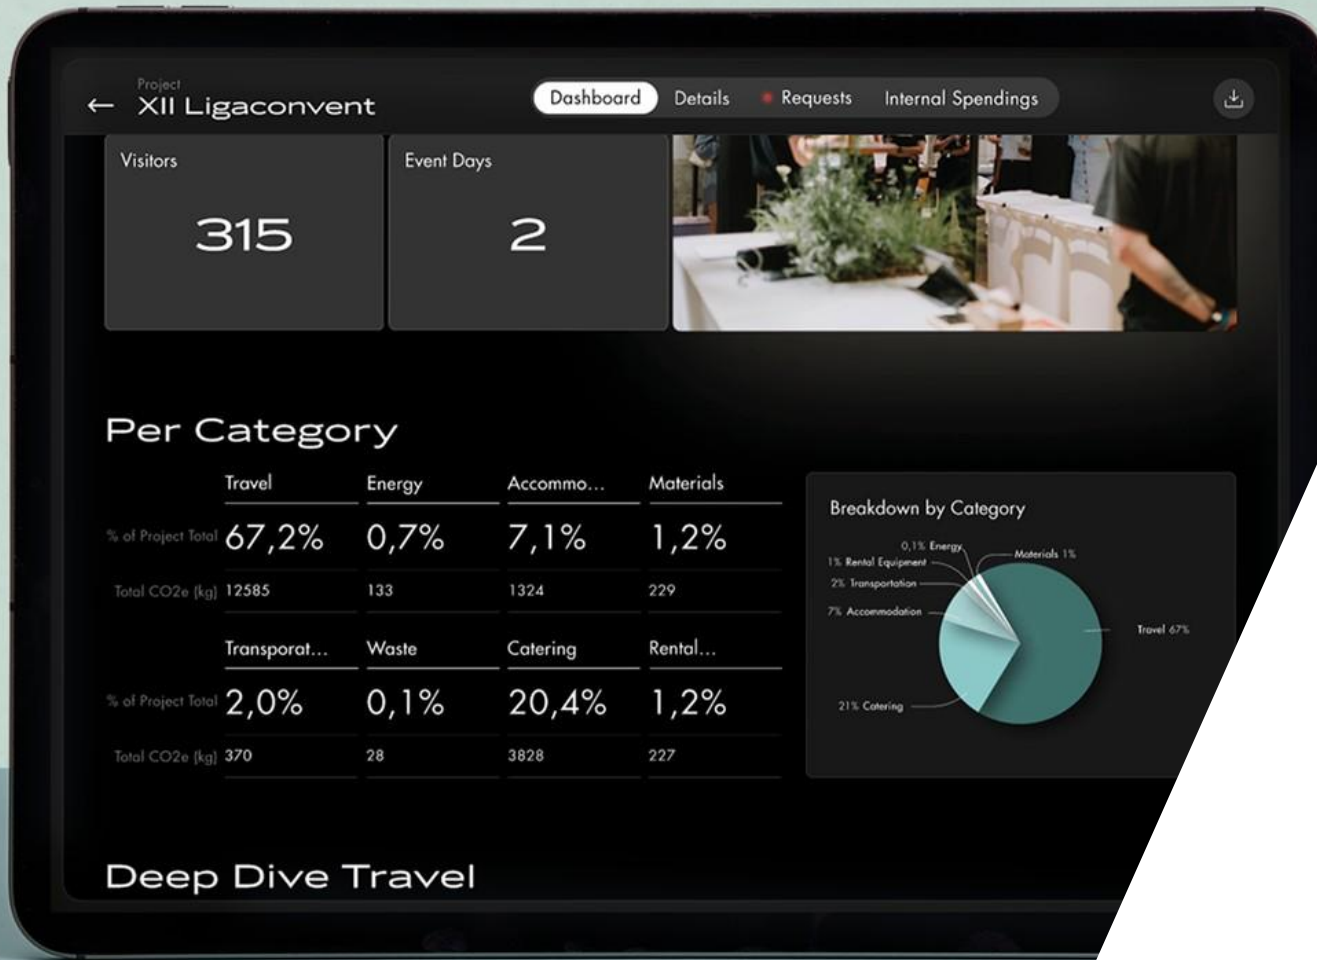 Project
XII Ligaconvent
Dashboard Details Requests Internal Spendings
Visitors
315
Event Days
2
Per Category
Travel Energy Accommo... Materials
% of Project Total 67,2% 0,7% 7,1% 1,2%
Total CO2e (kg) 12585 133 1324 229
Transporat... Waste Catering Rental...
% of Project Total 2,0% 0,1% 20,4% 1,2%
Total CO2e (kg) 370 28 3828 227
Breakdown by Category
0,1% Energy
Materials 1%
1% Rental Equipment
2% Transportation
7% Accommodation
Travel 67%
21% Catering
Deep Dive Travel